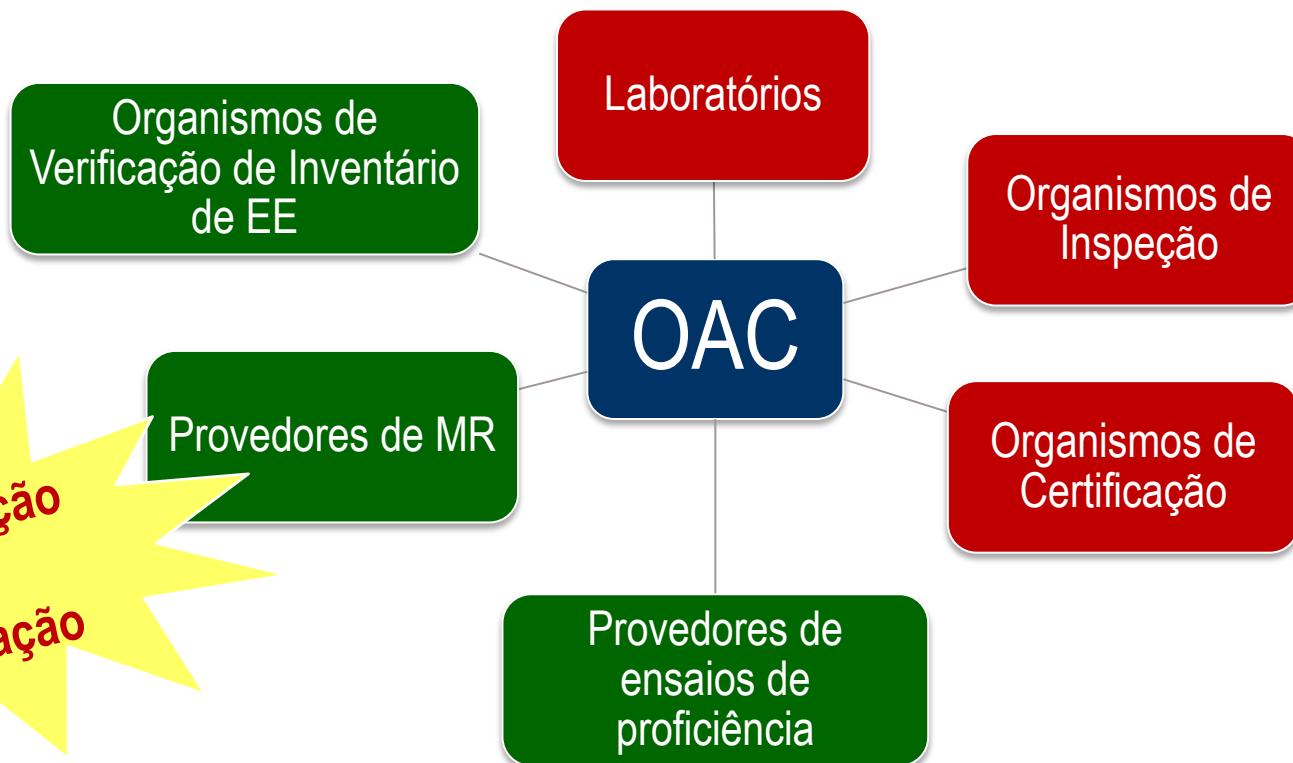 Laboratórios
Organismos de
Verificação de Inventário
de EE
Organismos de
Inspeção
OAC
Provedores de MR
Organismos de
Certificação
Provedores de
ensaios de
proficiência